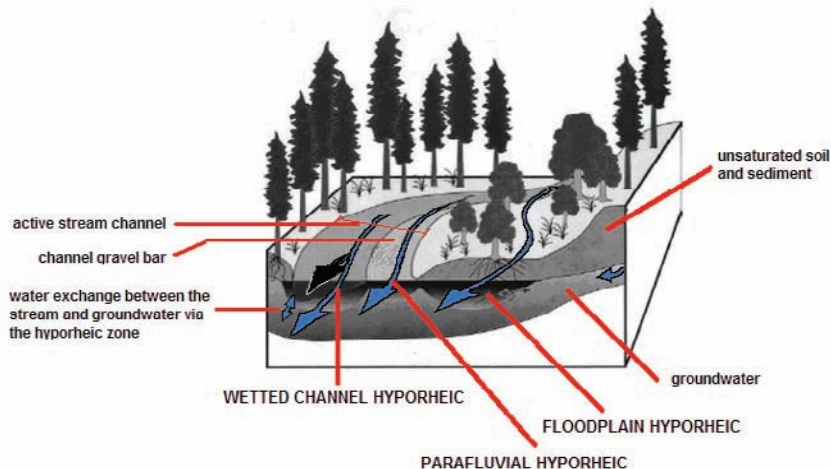 unsaturated soil
and sediment
active stream channel
channel gravel bar
water exchange between the
stream and groundwater via
the hyporheic zone
groundwater
WETTED CHANNEL HYPORHEIC
FLOODPLAIN HYPORHEIC
PARAFLUVIAL HYPORHEIC